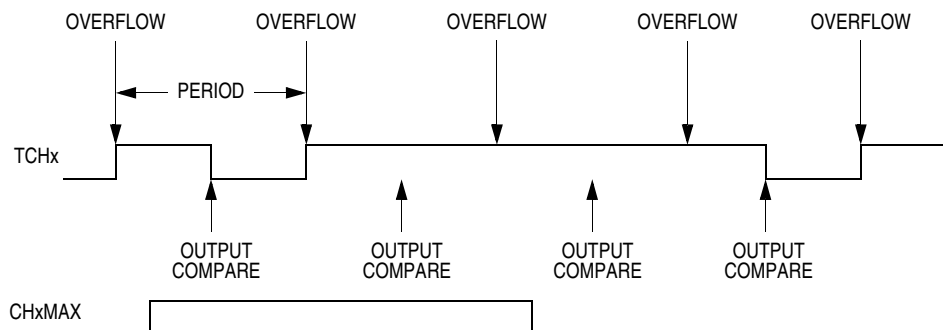 OVERFLOW OVERFLOW OVERFLOW OVERFLOW OVERFLOW
PERIOD
TCHx
OUTPUT COMPARE
OUTPUT COMPARE
OUTPUT COMPARE
OUTPUT COMPARE
CHxMAX